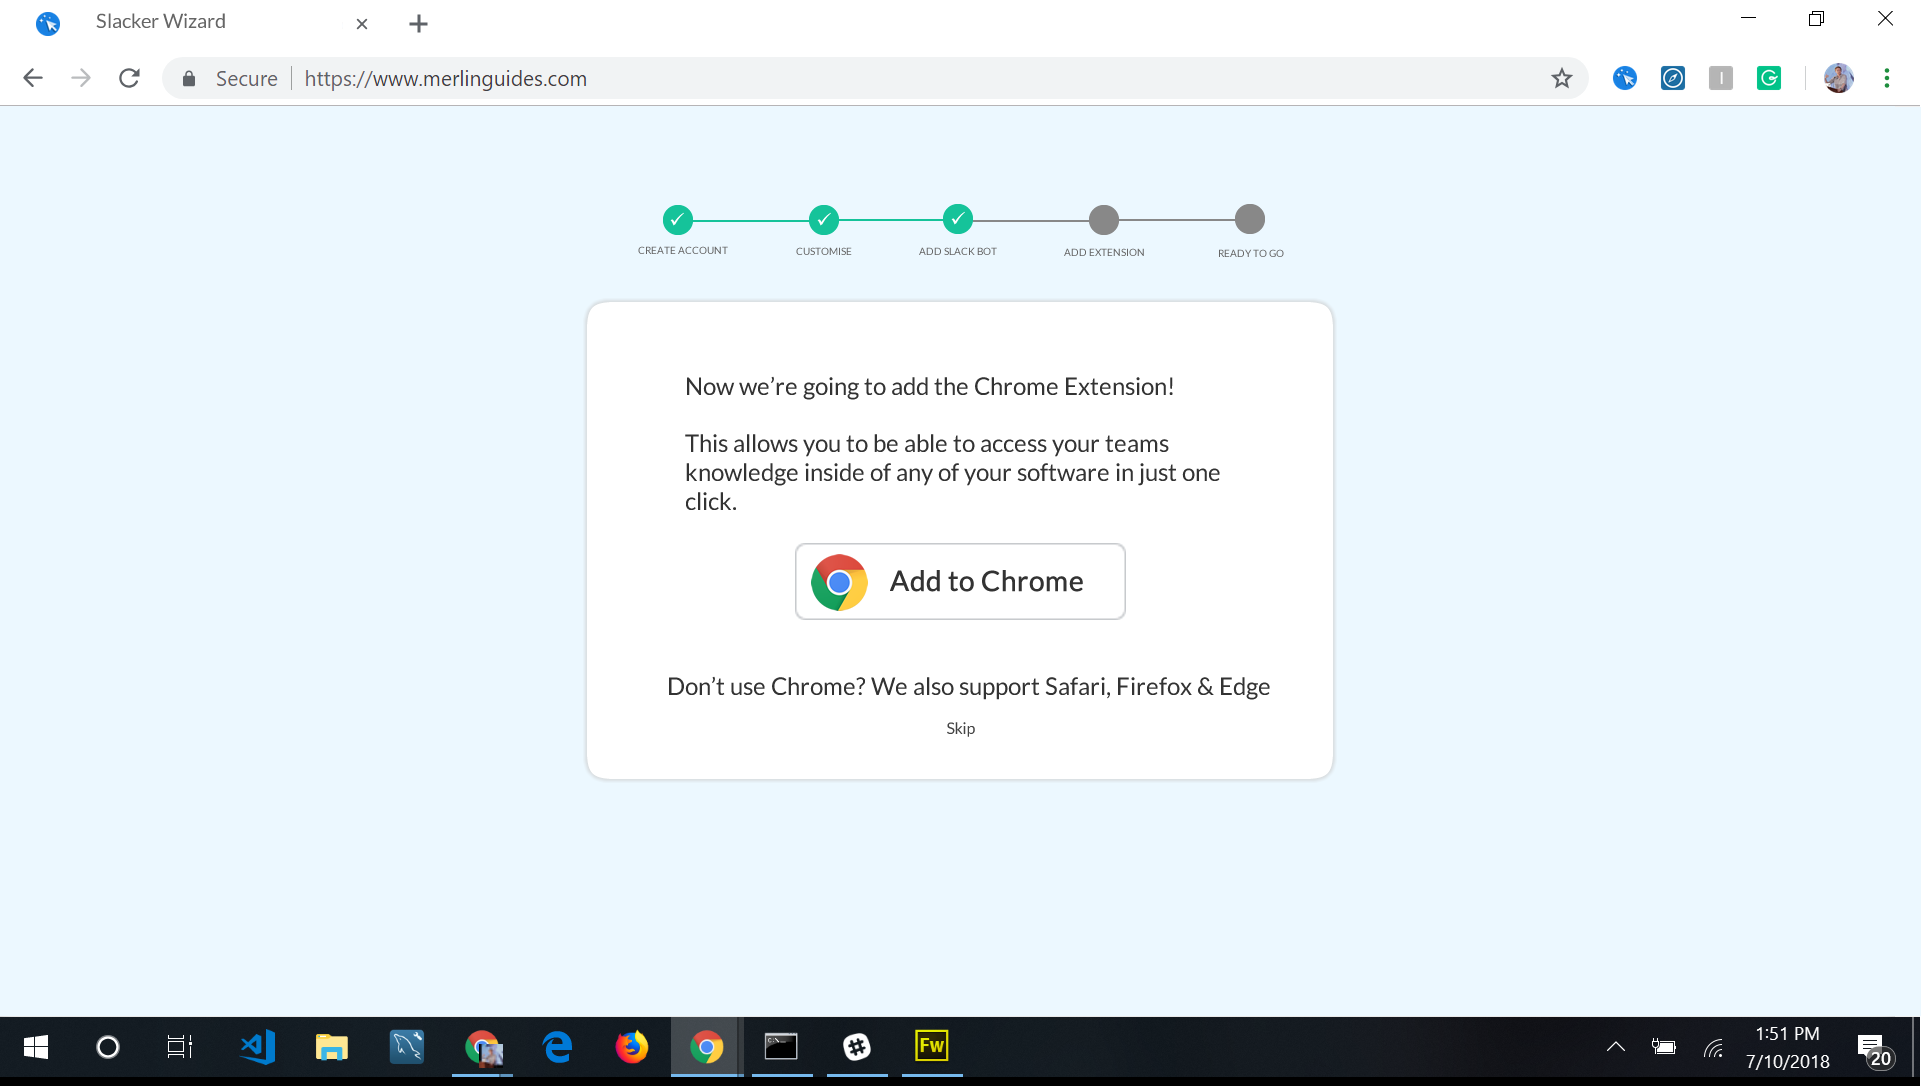 Slacker Wizard
Secure
https://www.merlinguides.com
CREATE ACCOUNT
CUSTOMISE
ADD SLACK BOT
ADD EXTENSION
READY TO GO
Now we’re going to add the Chrome Extension!
This allows you to be able to access your teams
knowledge inside of any of your software in just one
click.
Add to Chrome
Don’t use Chrome? We also support Safari, Firefox & Edge
Skip
Fw
1:51 PM
7/10/2018
20